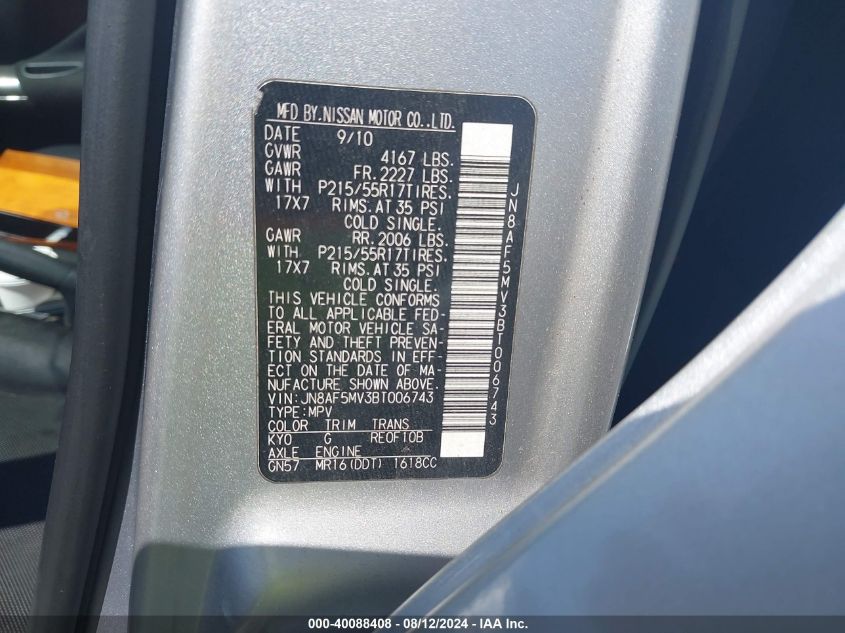 MFD BY.NISSAN MOTOR CO.,LTD.
DATE 9/10
GVWR 4167 LBS.
GAWR FR.2227 LBS.
WITH P215/55R17TIRES.
17X7 RIMS.AT 35 PSI
COLD SINGLE.
GAWR RR.2006 LBS.
WITH P215/55R17TIRES.
17X7 RIMS.AT 35 PSI
COLD SINGLE.
THIS VEHICLE CONFORMS
TO ALL APPLICABLE FED-
ERAL MOTOR VEHICLE SA-
FETY AND THEFT PREVEN-
TION STANDARDS IN EFF-
ECT ON THE DATE OF MA-
NUFACTURE SHOWN ABOVE.
VIN:JN8AF5MV3BT006743
TYPE:MPV
COLOR TRIM TRANS
KYO G REOF10B
AXLE ENGINE
GN57 MR16(DDT) 1618CC
JN8AF5MV3BT006743
000-40088408 - 08/12/2024 - IAA Inc.